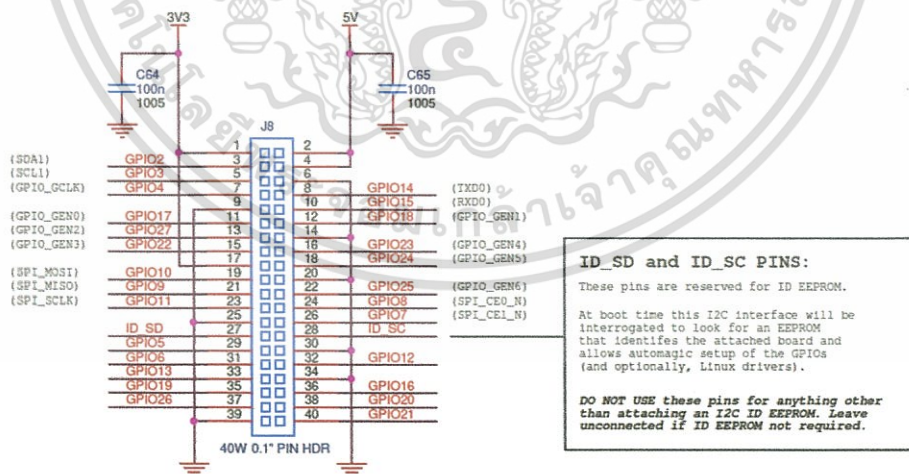 3V3
5V
C64
100n
1005
C65
100n
1005
J8
1 2
3 4
5 6
7 8
9 10
11 12
13 14
15 16
17 18
19 20
21 22
23 24
25 26
27 28
29 30
31 32
33 34
35 36
37 38
39 40
(SDA1) GPIO2
(SCL1) GPIO3
(GPIO_GCLK) GPIO4
(GPIO_GEN0) GPIO17
(GPIO_GEN2) GPIO27
(GPIO_GEN3) GPIO22
(SPI_MOSI) GPIO10
(SPI_MISO) GPIO9
(SPI_SCLK) GPIO11
ID_SD
GPIO5
GPIO6
GPIO13
GPIO19
GPIO26
GPIO14 (TXD0)
GPIO15 (RXD0)
GPIO18 (GPIO_GEN1)
GPIO23 (GPIO_GEN4)
GPIO24 (GPIO_GEN5)
GPIO25 (GPIO_GEN6)
GPIO8 (SPI_CE0_N)
GPIO7 (SPI_CE1_N)
ID_SC
GPIO12
GPIO16
GPIO20
GPIO21
40W 0.1" PIN HDR
ID_SD and ID_SC PINS:
These pins are reserved for ID EEPROM.
At boot time this I2C interface will be
interrogated to look for an EEPROM
that identifes the attached board and
allows automagic setup of the GPIOs
(and optionally, Linux drivers).
DO NOT USE these pins for anything other
than attaching an I2C ID EEPROM. Leave
unconnected if ID EEPROM not required.